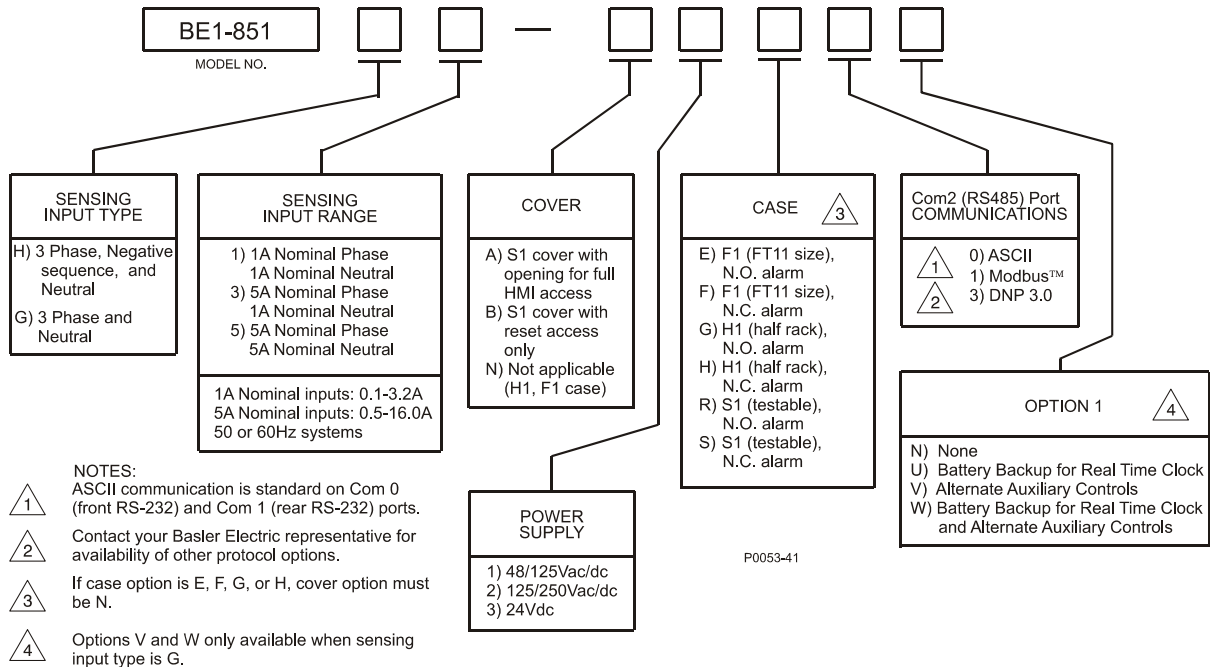 BE1-851
MODEL NO.
SENSING
INPUT TYPE
H) 3 Phase, Negative
sequence, and
Neutral
G) 3 Phase and
Neutral
SENSING
INPUT RANGE
1) 1A Nominal Phase
1A Nominal Neutral
3) 5A Nominal Phase
1A Nominal Neutral
5) 5A Nominal Phase
5A Nominal Neutral
1A Nominal inputs: 0.1-3.2A
5A Nominal inputs: 0.5-16.0A
50 or 60Hz systems
COVER
A) S1 cover with
opening for full
HMI access
B) S1 cover with
reset access
only
N) Not applicable
(H1, F1 case)
CASE 3
E) F1 (FT11 size),
N.O. alarm
F) F1 (FT11 size),
N.C. alarm
G) H1 (half rack),
N.O. alarm
H) H1 (half rack),
N.C. alarm
R) S1 (testable),
N.O. alarm
S) S1 (testable),
N.C. alarm
Com2 (RS485) Port
COMMUNICATIONS
1
2
0) ASCII
1) Modbus™
3) DNP 3.0
OPTION 1 4
N) None
U) Battery Backup for Real Time Clock
V) Alternate Auxiliary Controls
W) Battery Backup for Real Time Clock
and Alternate Auxiliary Controls
POWER
SUPPLY
1) 48/125Vac/dc
2) 125/250Vac/dc
3) 24Vdc
P0053-41
NOTES:
1 ASCII communication is standard on Com 0
(front RS-232) and Com 1 (rear RS-232) ports.
2 Contact your Basler Electric representative for
availability of other protocol options.
3 If case option is E, F, G, or H, cover option must
be N.
4 Options V and W only available when sensing
input type is G.